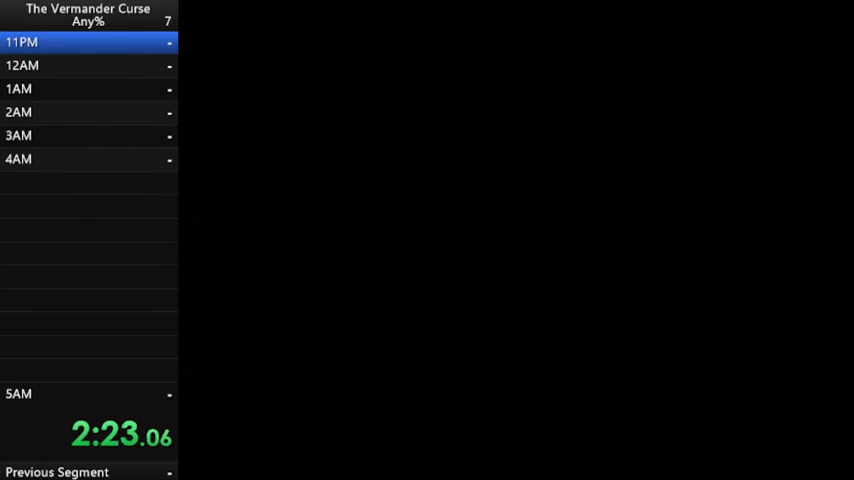 The Vermander Curse
Any% 7
11PM -
12AM -
1AM -
2AM -
3AM -
4AM -
5AM -
2:23.06
Previous Segment -